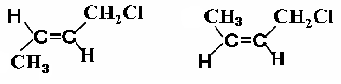 H CH₂Cl
C=C
CH₃ H
CH₃ CH₂Cl
C=C
H H